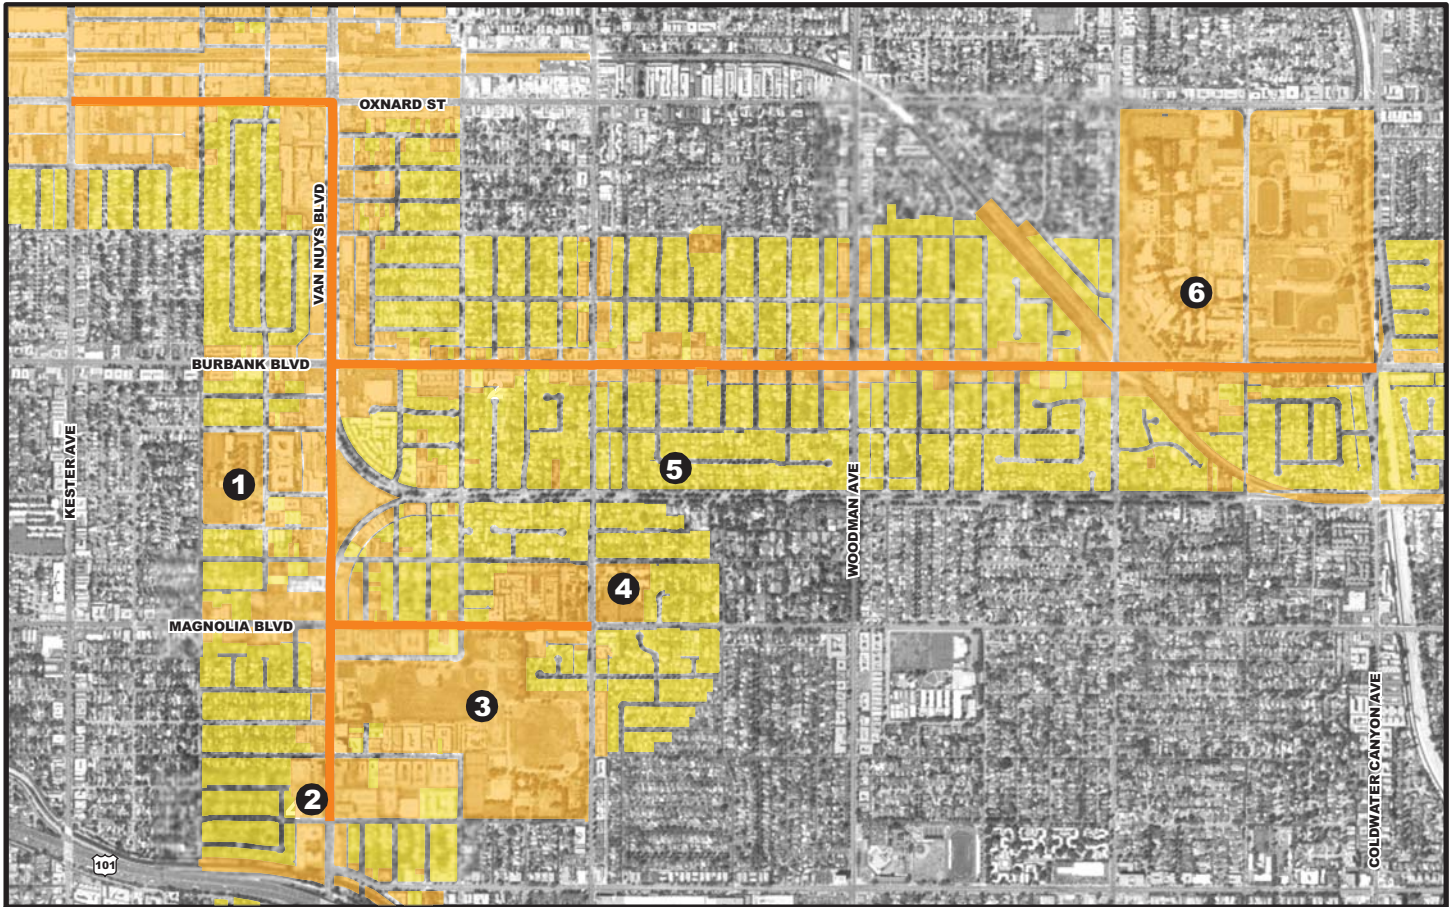 OXNARD ST
VAN NUYS BLVD
6
BURBANK BLVD
KESTER AVE
1
5
WOODMAN AVE
4
MAGNOLIA BLVD
3
COLDWATER CANYON AVE
2
101